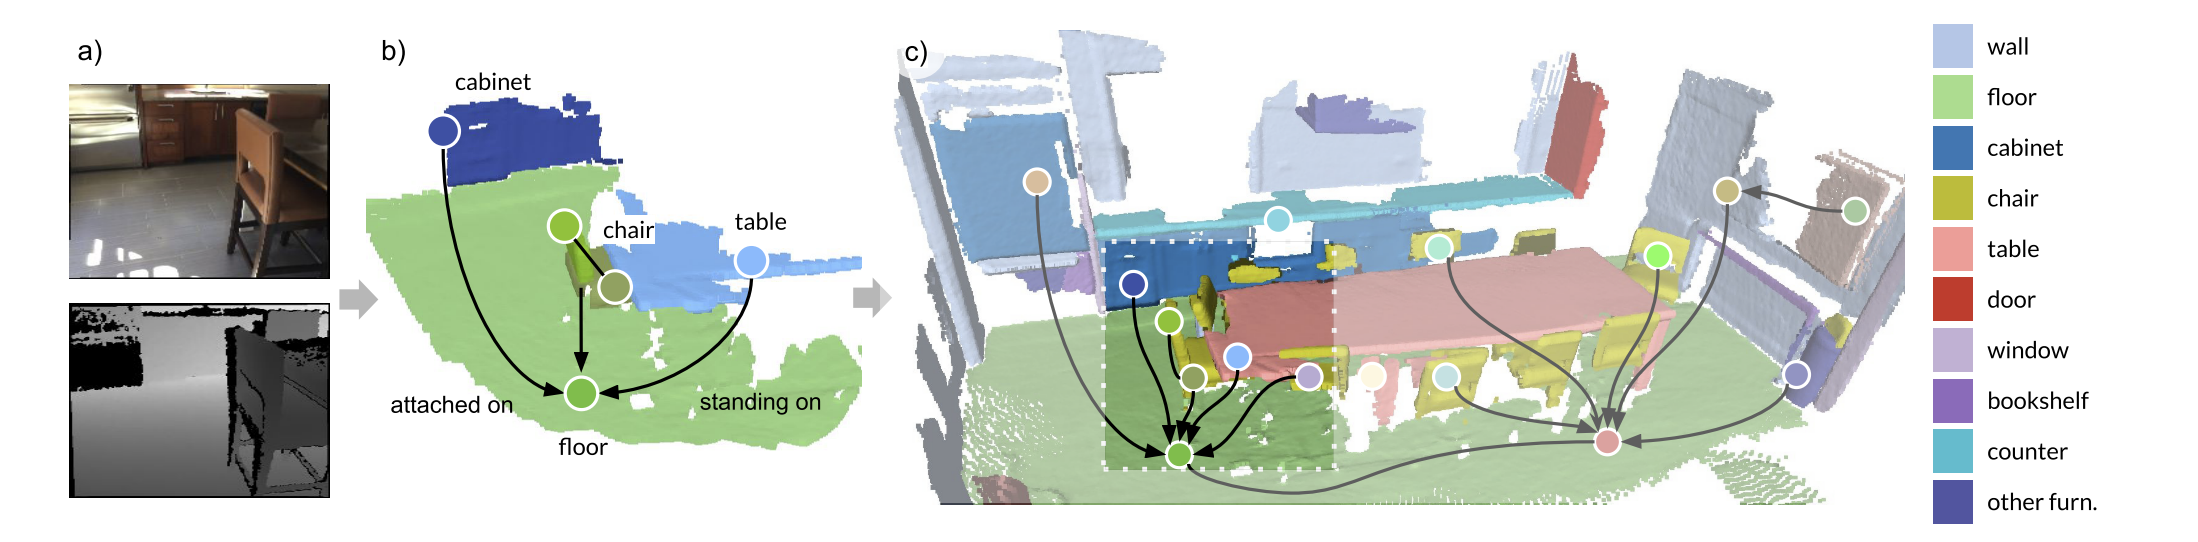 a)
b)
cabinet
chair
table
attached on
standing on
floor
c)
wall
floor
cabinet
chair
table
door
window
bookshelf
counter
other furn.